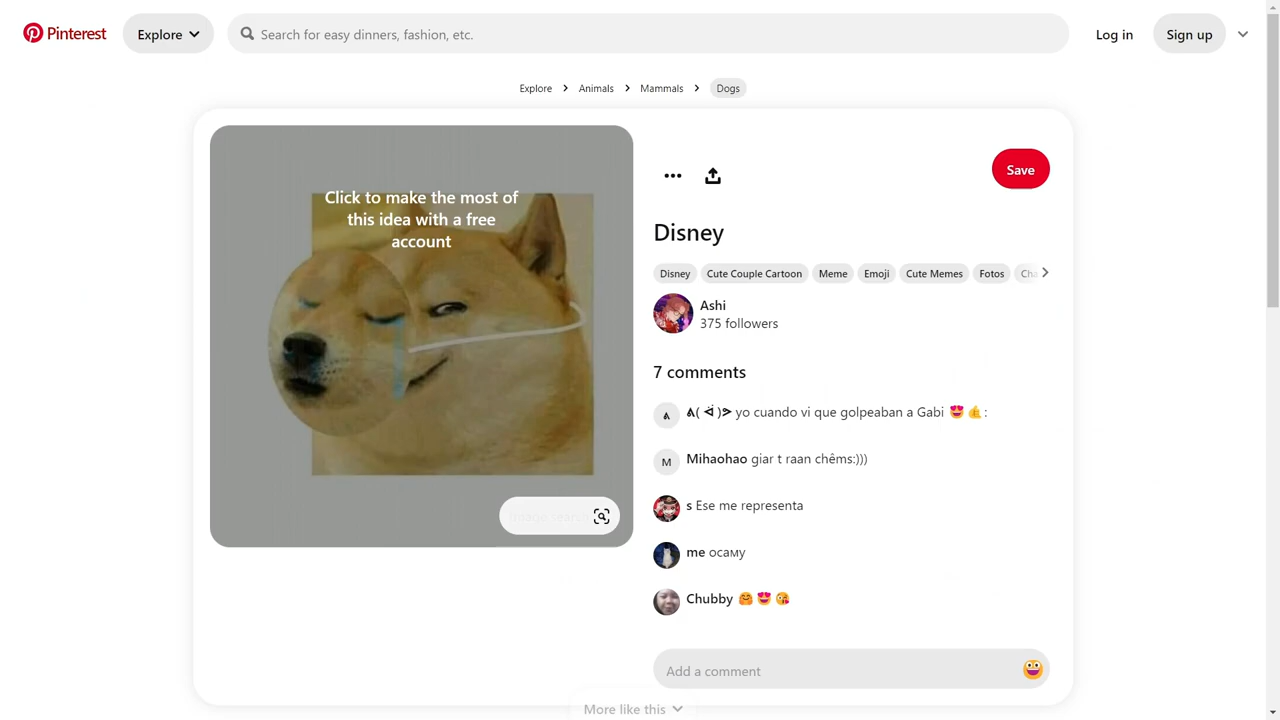 Pinterest
Explore
Search for easy dinners, fashion, etc.
Log in
Sign up
Explore
Animals
Mammals
Dogs
Click to make the most of
this idea with a free
account
Save
Disney
Disney
Cute Couple Cartoon
Meme
Emoji
Cute Memes
Fotos
Ashi
375 followers
7 comments
yo cuando vi que golpeaban a Gabi 😍👍:
M
Mihaohao giar t raan chêms:)))
s Ese me representa
me осаму
Chubby 🤗😍😘
Add a comment
More like this